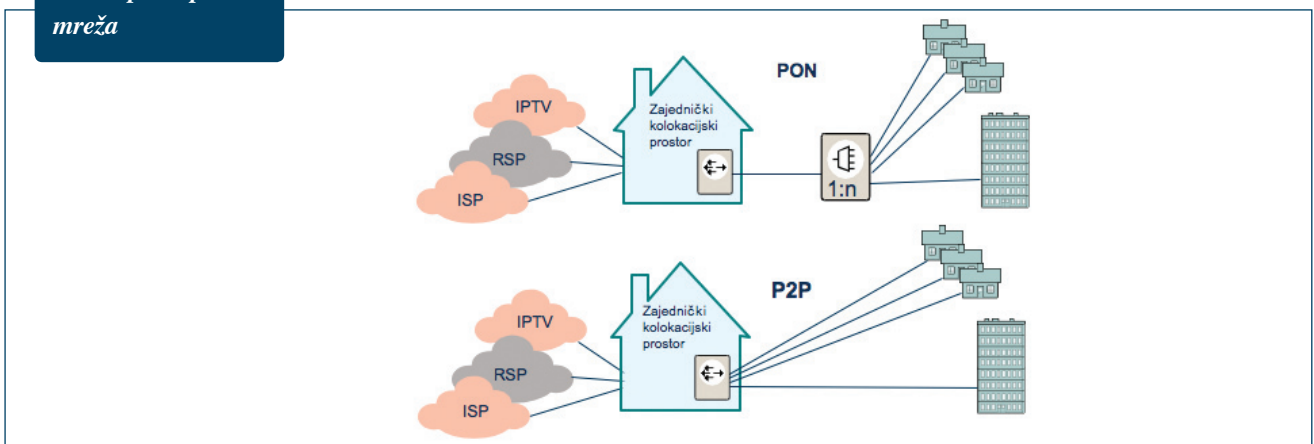 mreža
PON
IPTV
RSP
ISP
Zajednički
kolokacijski
prostor
1:n
P2P
IPTV
RSP
ISP
Zajednički
kolokacijski
prostor